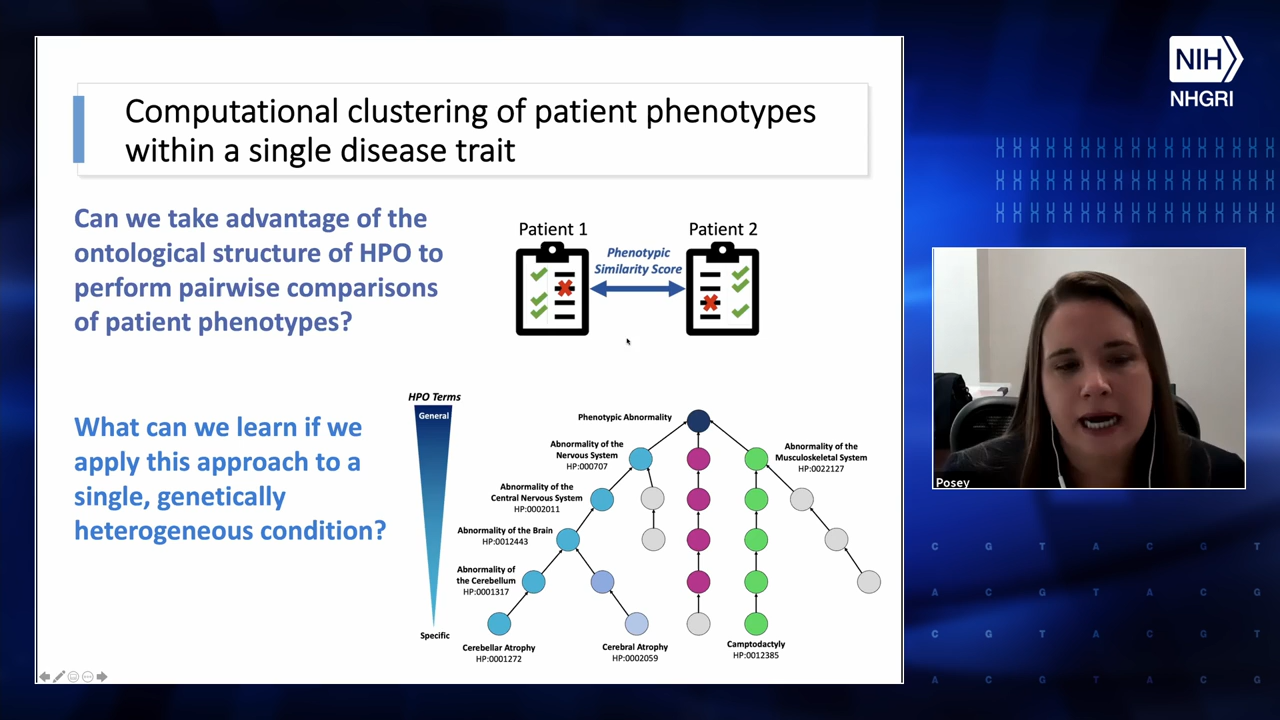 Computational clustering of patient phenotypes
within a single disease trait
Can we take advantage of the
ontological structure of HPO to
perform pairwise comparisons
of patient phenotypes?
What can we learn if we
apply this approach to a
single, genetically
heterogeneous condition?
Patient 1
Patient 2
Phenotypic
Similarity Score
HPO Terms
General
Specific
Phenotypic Abnormality
Abnormality of the
Nervous System
HP:000707
Abnormality of the
Musculoskeletal System
HP:0022127
Abnormality of the
Central Nervous System
HP:0002011
Abnormality of the Brain
HP:0012443
Abnormality of
the Cerebellum
HP:0001317
Cerebellar Atrophy
HP:0001272
Cerebral Atrophy
HP:0002059
Camptodactyly
HP:0012385
NIH
NHGRI
Posey
C G T A C G T
A C G T A C G
C G T A C G T
A C G T A C G